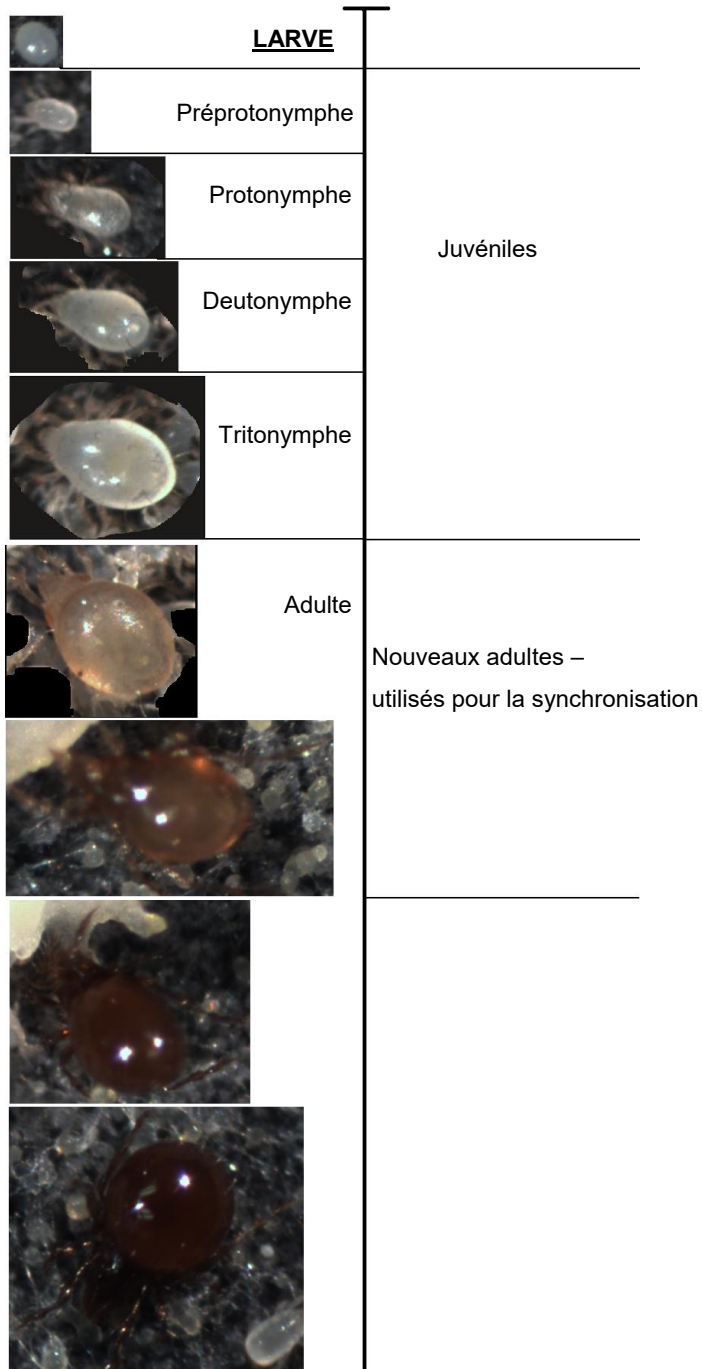 LARVE
Préprotonymphe
Protonymphe
Juvéniles
Deutonymphe
Tritonymphe
Adulte
Nouveaux adultes –
utilisés pour la synchronisation